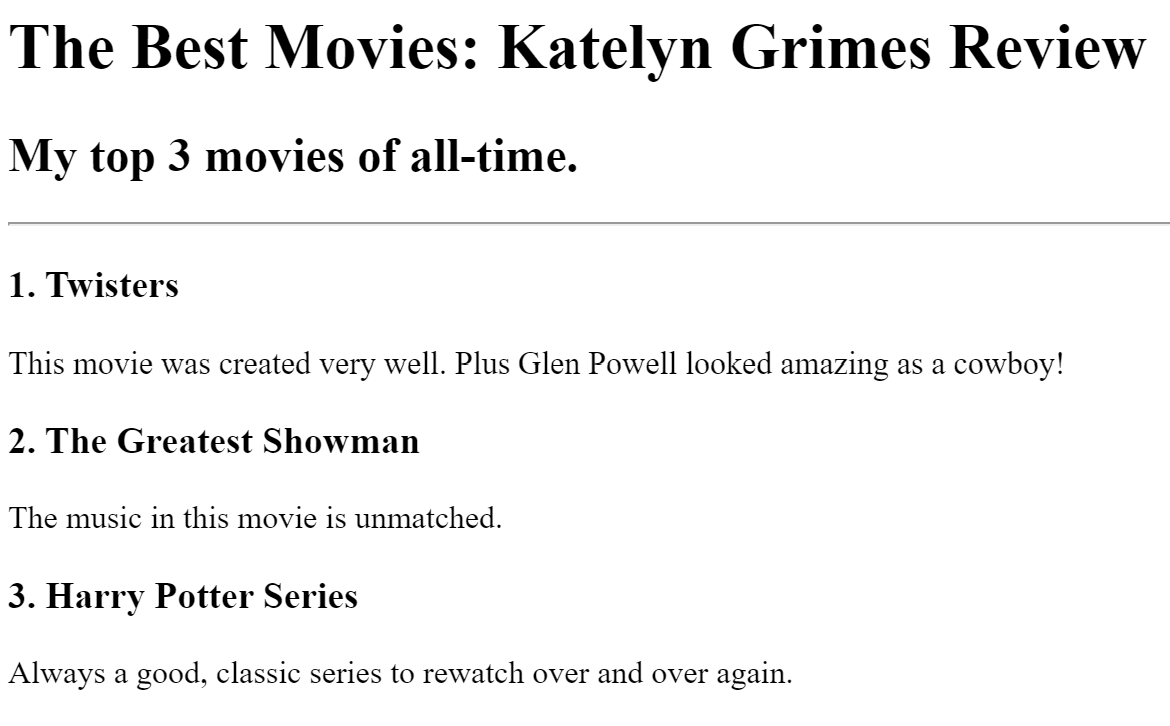 The Best Movies: Katelyn Grimes Review
My top 3 movies of all-time.
1. Twisters
This movie was created very well. Plus Glen Powell looked amazing as a cowboy!
2. The Greatest Showman
The music in this movie is unmatched.
3. Harry Potter Series
Always a good, classic series to rewatch over and over again.